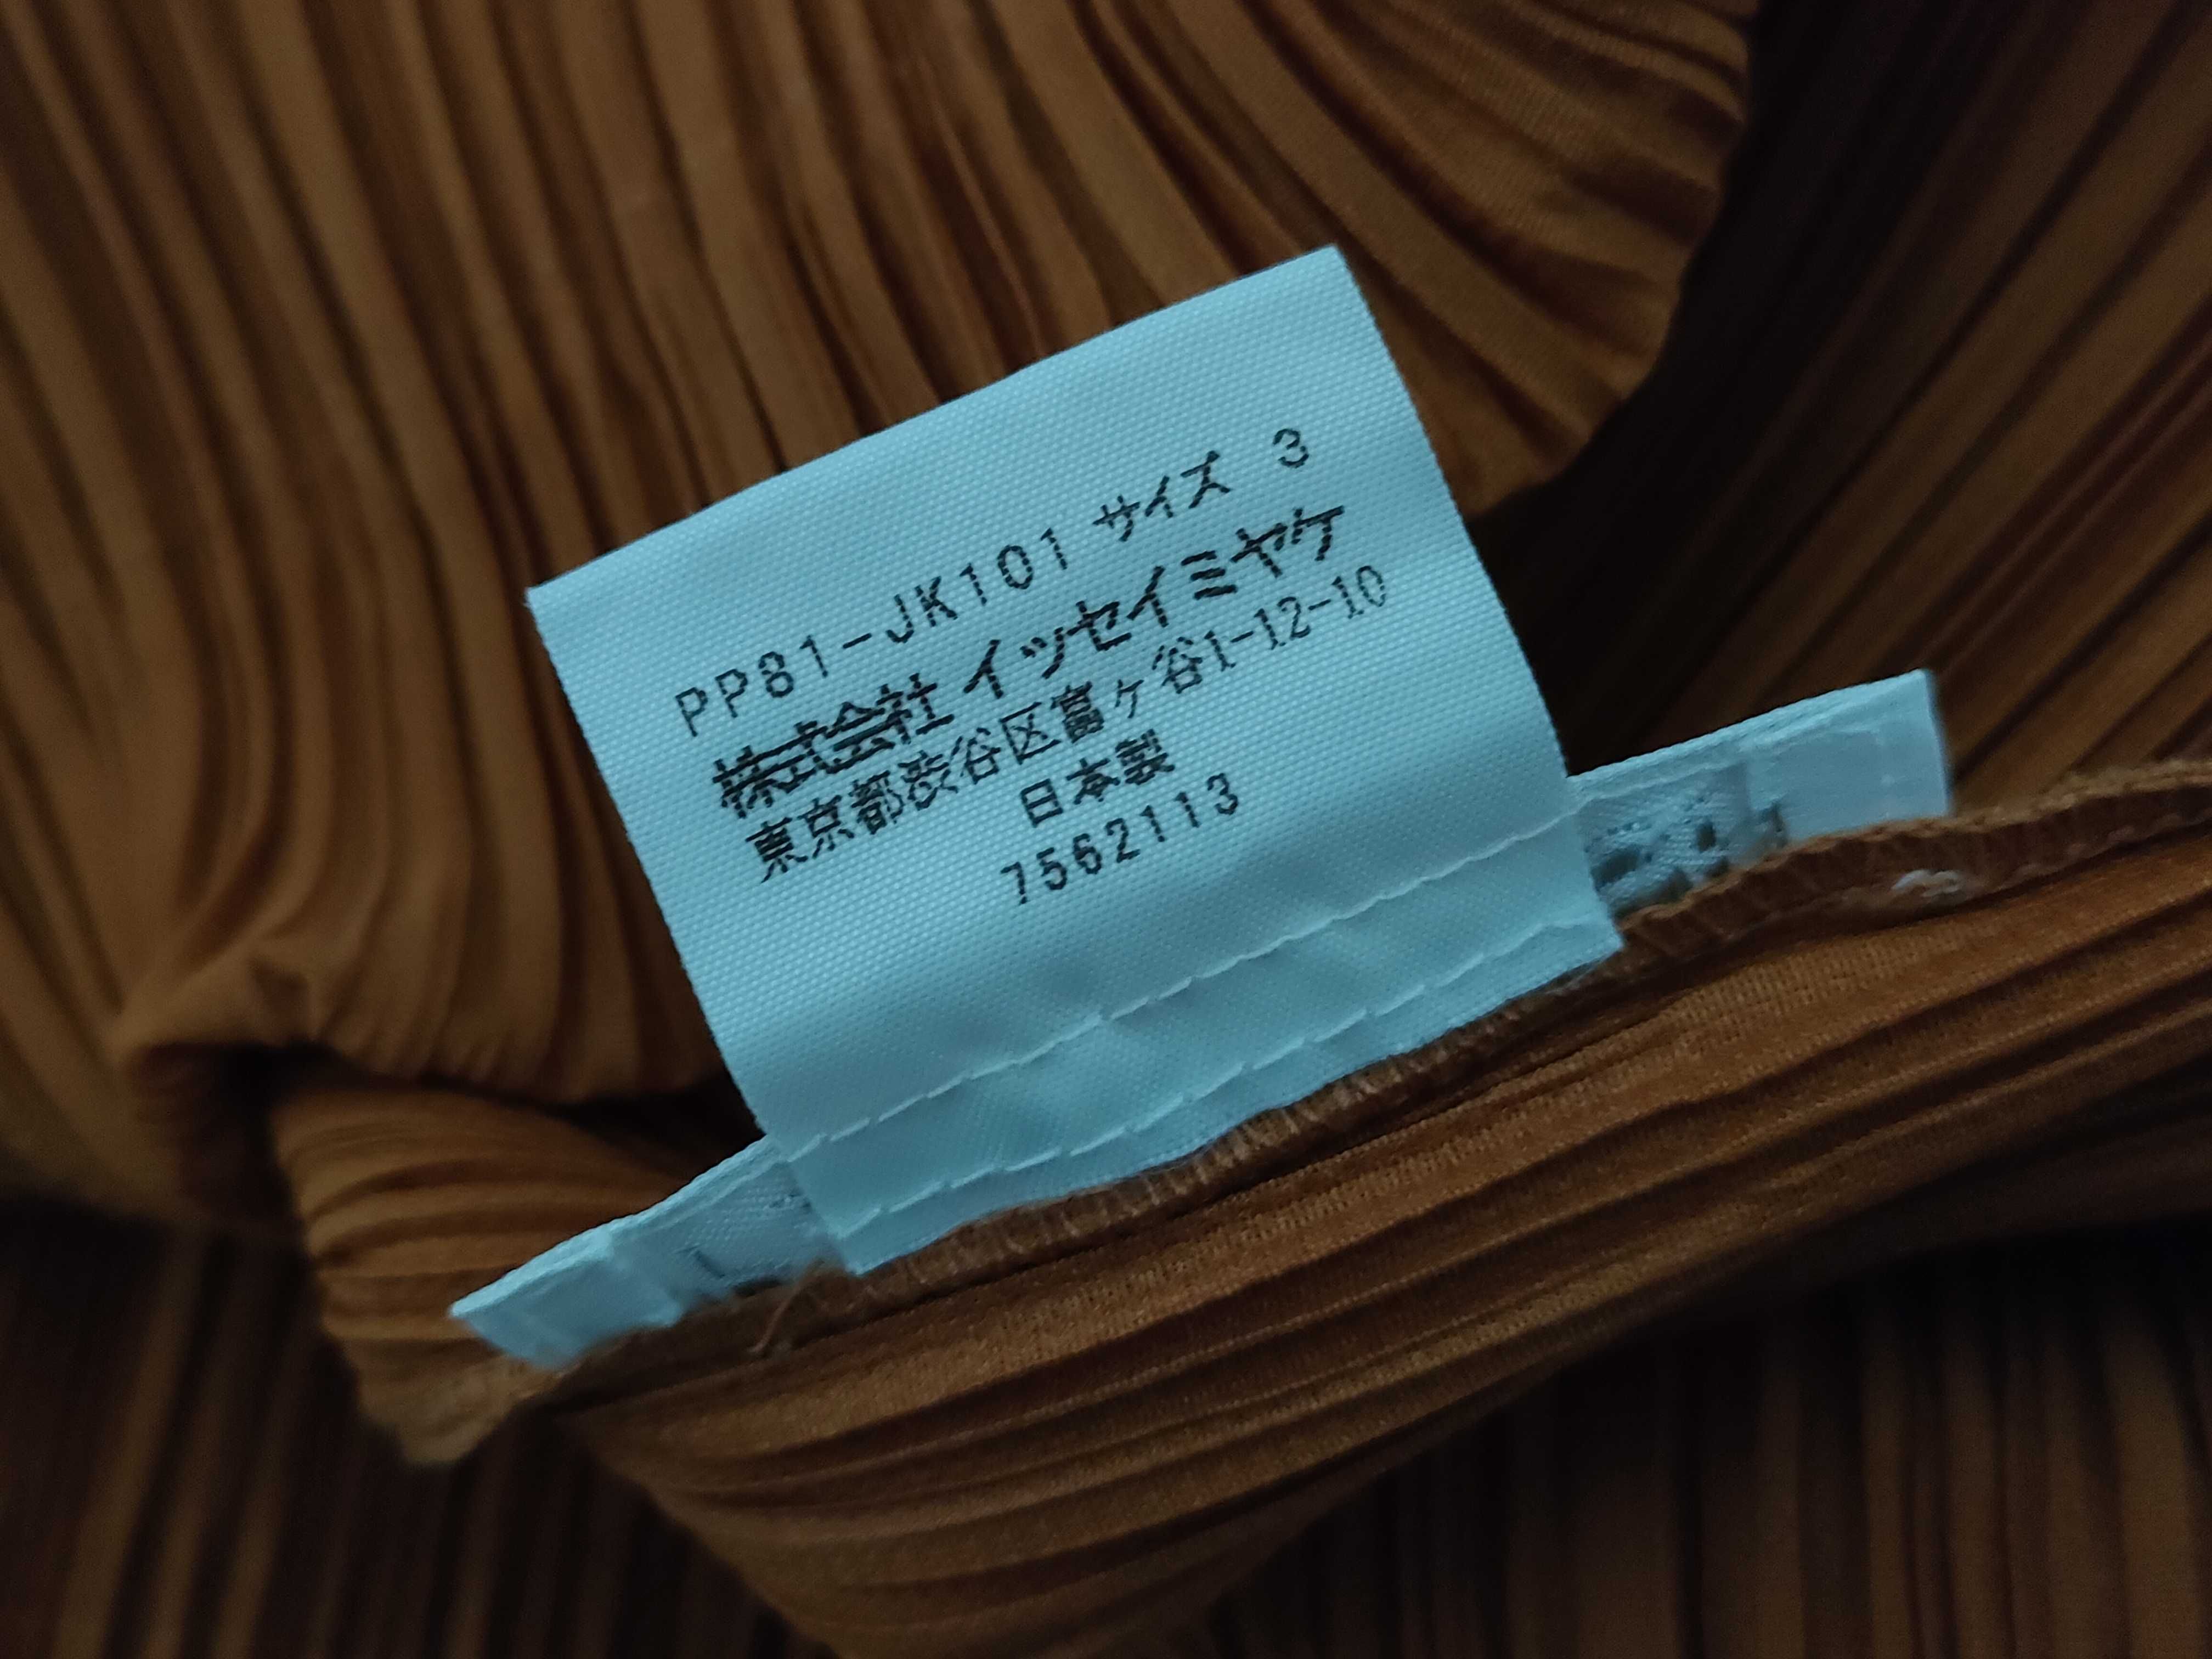 PP81-JK101 サイズ 3
株式会社 イッセイミヤケ
東京都渋谷区富ヶ谷1-12-10
日本製
7562113